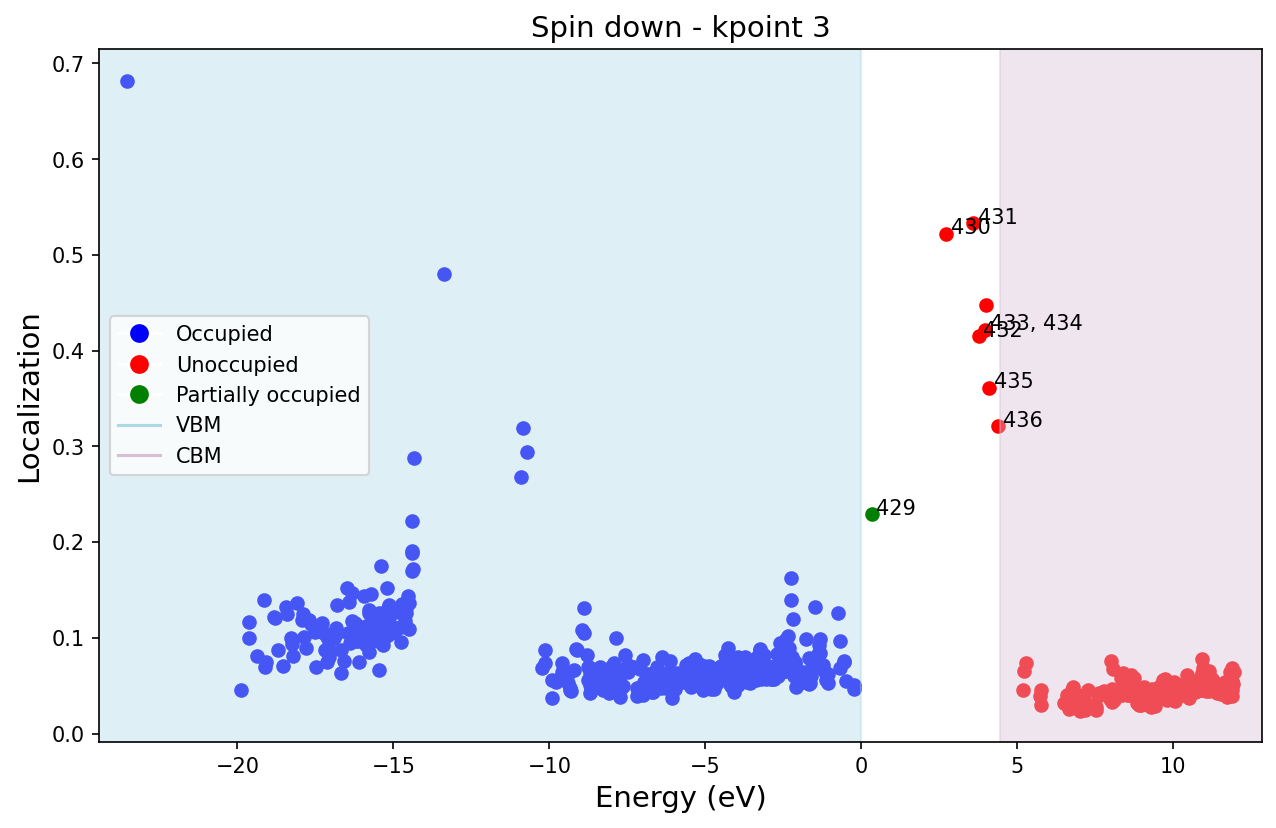 Spin down - kpoint 3
0.7
0.6
0.5
0.4
0.3
0.2
0.1
0.0
Localization
431
430
433, 434
432
435
436
429
Occupied
Unoccupied
Partially occupied
VBM
CBM
−20
−15
−10
−5
0
5
10
Energy (eV)